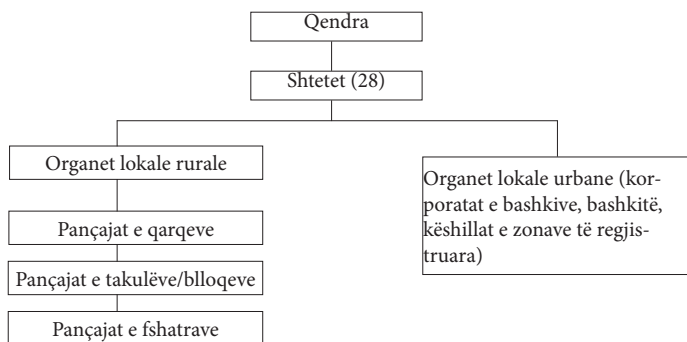 Qendra
Shtetet (28)
Organet lokale rurale
Pançajat e qarqeve
Pançajat e takulëve/blloqeve
Pançajat e fshatrave
Organet lokale urbane (kor-
poratat e bashkive, bashkitë,
këshillat e zonave të regjis-
truara)